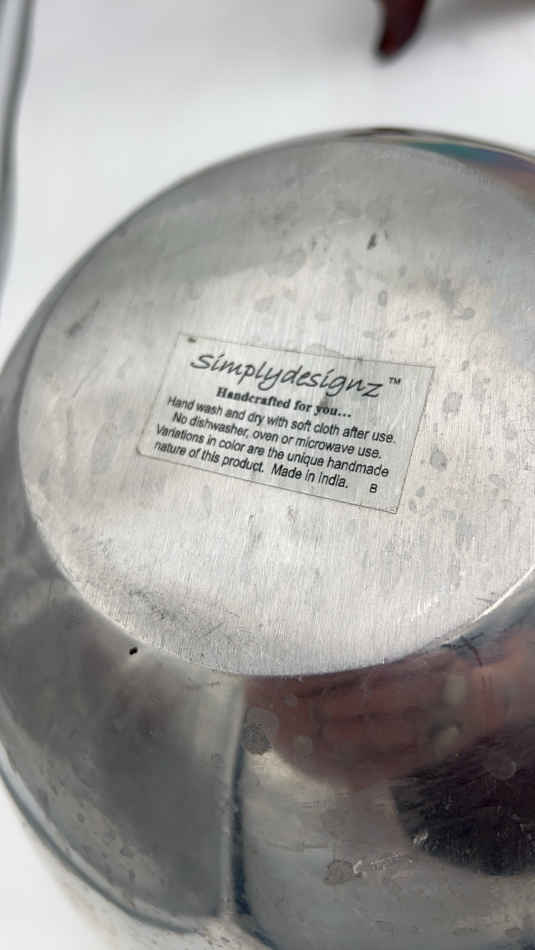 Simplydesignz™
Handcrafted for you...
Hand wash and dry with soft cloth after use.
No dishwasher, oven or microwave use.
Variations in color are the unique handmade
nature of this product. Made in India. B